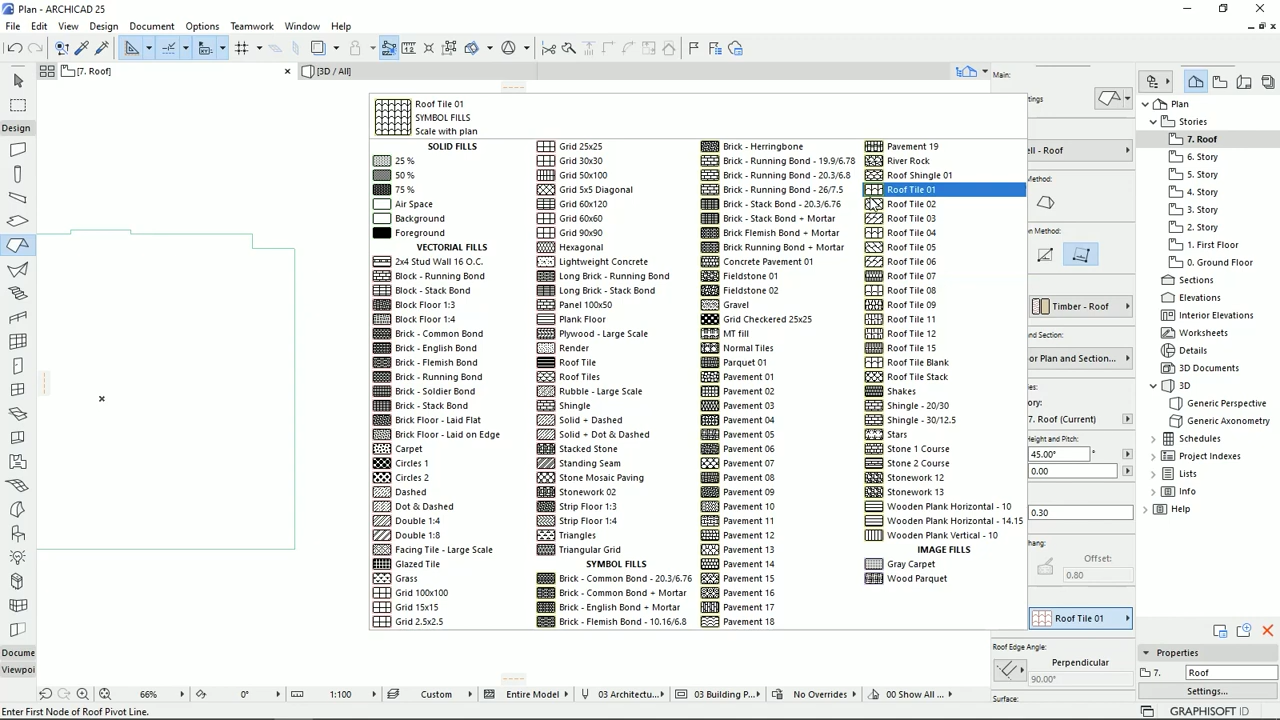 Plan - ARCHICAD 25
File Edit View Design Document Options Teamwork Window Help
[7. Roof]
[3D / All]
Design
Docume
Viewpoi
Roof Tile 01
SYMBOL FILLS
Scale with plan
SOLID FILLS
25 %
50 %
75 %
Air Space
Background
Foreground
VECTORIAL FILLS
2x4 Stud Wall 16 O.C.
Block - Running Bond
Block - Stack Bond
Block Floor 1:3
Block Floor 1:4
Brick - Common Bond
Brick - English Bond
Brick - Flemish Bond
Brick - Running Bond
Brick - Soldier Bond
Brick - Stack Bond
Brick Floor - Laid Flat
Brick Floor - Laid on Edge
Carpet
Circles 1
Circles 2
Dashed
Dot & Dashed
Double 1:4
Double 1:8
Facing Tile - Large Scale
Glazed Tile
Grass
Grid 100x100
Grid 15x15
Grid 2.5x2.5
Grid 25x25
Grid 30x30
Grid 50x100
Grid 5x5 Diagonal
Grid 60x120
Grid 60x60
Grid 90x90
Hexagonal
Lightweight Concrete
Long Brick - Running Bond
Long Brick - Stack Bond
Panel 100x50
Plank Floor
Plywood - Large Scale
Render
Roof Tile
Roof Tiles
Rubble - Large Scale
Shingle
Solid + Dashed
Solid + Dot & Dashed
Stacked Stone
Standing Seam
Stone Mosaic Paving
Stonework 02
Strip Floor 1:3
Strip Floor 1:4
Triangles
Triangular Grid
SYMBOL FILLS
Brick - Common Bond - 20.3/6.76
Brick - Common Bond + Mortar
Brick - English Bond + Mortar
Brick - Flemish Bond - 10.16/6.8
Brick - Herringbone
Brick - Running Bond - 19.9/6.78
Brick - Running Bond - 20.3/6.8
Brick - Running Bond - 26/7.5
Brick - Stack Bond - 20.3/6.76
Brick - Stack Bond + Mortar
Brick Flemish Bond + Mortar
Brick Running Bond + Mortar
Concrete Pavement 01
Fieldstone 01
Fieldstone 02
Gravel
Grid Checkered 25x25
MT fill
Normal Tiles
Parquet 01
Pavement 01
Pavement 02
Pavement 03
Pavement 04
Pavement 05
Pavement 06
Pavement 07
Pavement 08
Pavement 09
Pavement 10
Pavement 11
Pavement 12
Pavement 13
Pavement 14
Pavement 15
Pavement 16
Pavement 17
Pavement 18
Pavement 19
River Rock
Roof Shingle 01
Roof Tile 01
Roof Tile 02
Roof Tile 03
Roof Tile 04
Roof Tile 05
Roof Tile 06
Roof Tile 07
Roof Tile 08
Roof Tile 09
Roof Tile 11
Roof Tile 12
Roof Tile 15
Roof Tile Blank
Roof Tile Stack
Shakes
Shingle - 20/30
Shingle - 30/12.5
Stars
Stone 1 Course
Stone 2 Course
Stonework 12
Stonework 13
Wooden Plank Horizontal - 10
Wooden Plank Horizontal - 14.15
Wooden Plank Vertical - 10
IMAGE FILLS
Gray Carpet
Wood Parquet
Main:
ttings
ell - Roof
Method:
on Method:
Timber - Roof
and Section:
or Plan and Section...
ies:
ory:
7. Roof (Current)
Height and Pitch:
45.00° °
0.00
0.30
hang:
Offset:
0.80
Roof Tile 01
Roof Edge Angle:
Perpendicular
90.00°
Surface:
Plan
Stories
7. Roof
6. Story
5. Story
4. Story
3. Story
2. Story
1. First Floor
0. Ground Floor
Sections
Elevations
Interior Elevations
Worksheets
Details
3D Documents
3D
Generic Perspective
Generic Axonometry
Schedules
Project Indexes
Lists
Info
Help
Properties
7. Roof
Settings...
GRAPHISOFT ID
66% 0° 1:100 Custom Entire Model 03 Architectu... 03 Building P... No Overrides 00 Show All ...
Enter First Node of Roof Pivot Line.